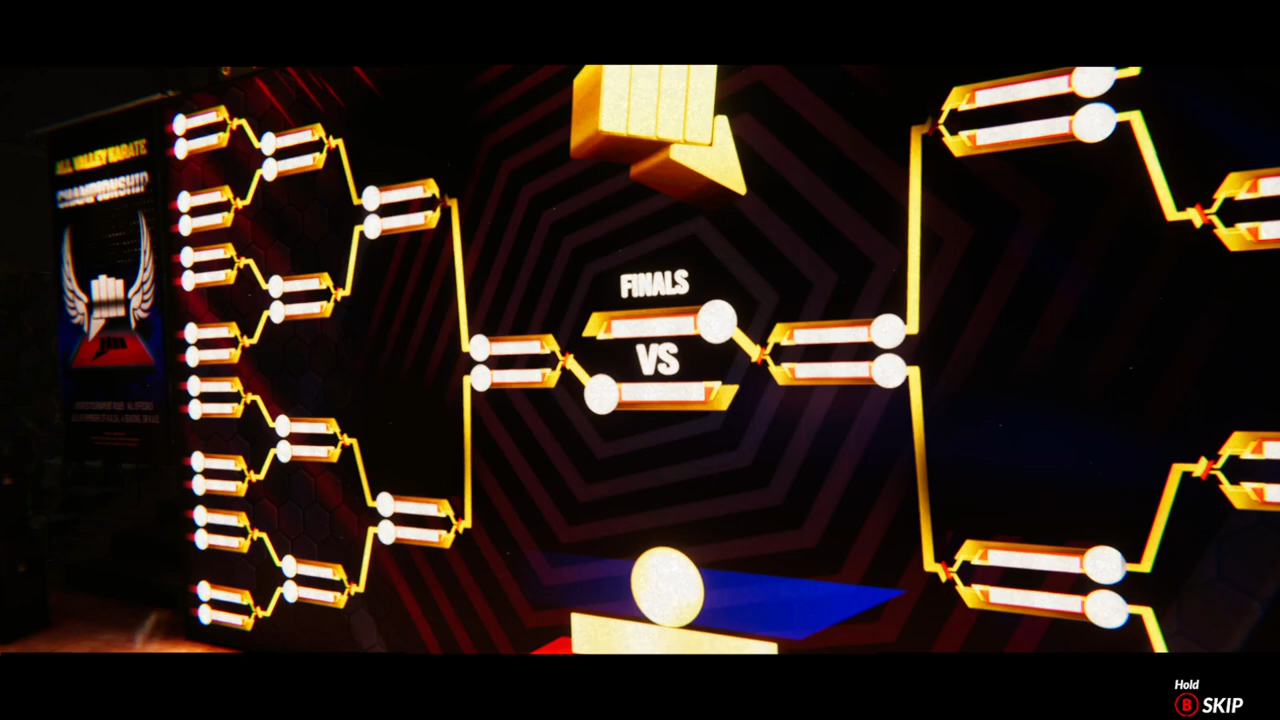 ALL VALLEY KARATE
CHAMPIONSHIP
FINALS
VS
Hold
B SKIP